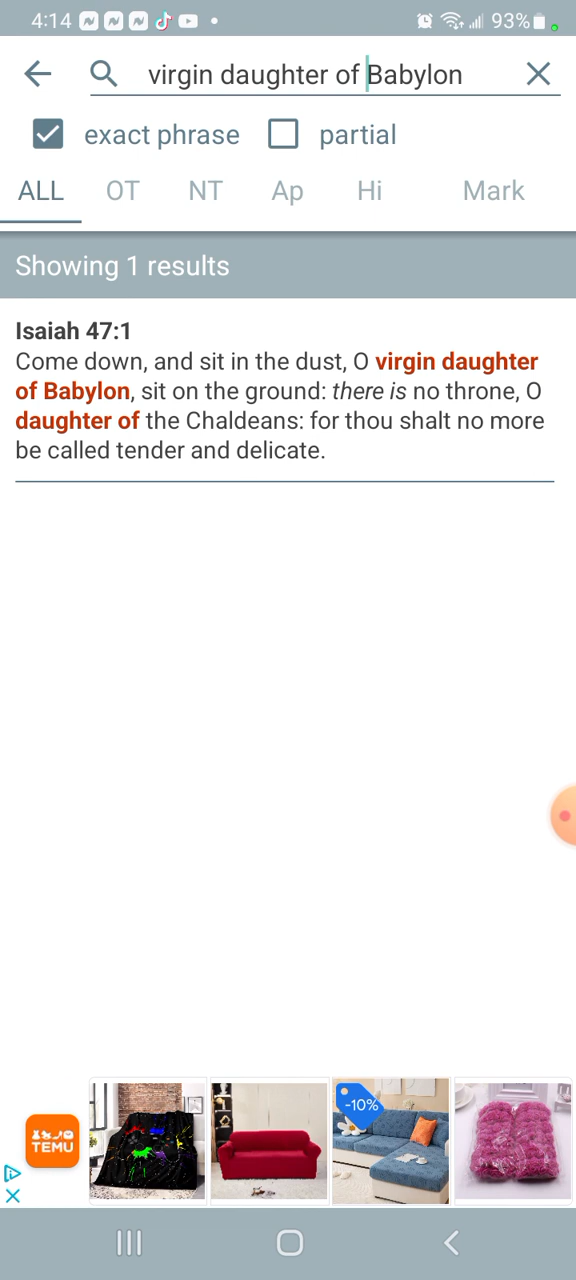 4:14
93%
virgin daughter of Babylon
exact phrase partial
ALL OT NT Ap Hi Mark
Showing 1 results
Isaiah 47:1
Come down, and sit in the dust, O virgin daughter
of Babylon, sit on the ground: there is no throne, O
daughter of the Chaldeans: for thou shalt no more
be called tender and delicate.
-10%
TEMU